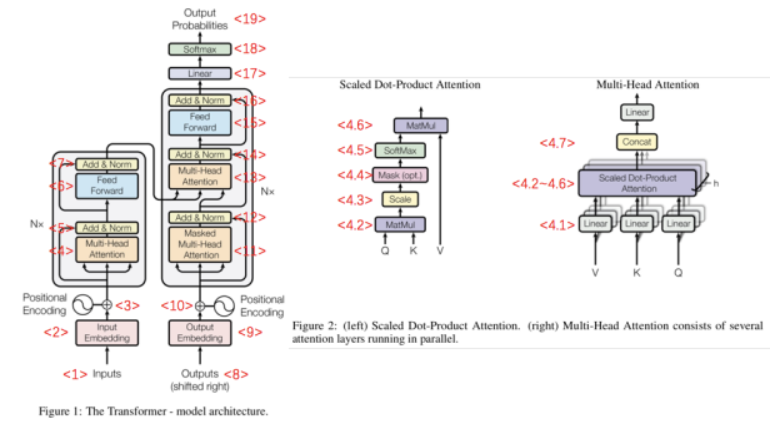 Output
Probabilities <19>
Softmax <18>
Linear <17>
Add & Norm <16>
Feed
Forward <15>
Add & Norm <14>
Multi-Head
Attention <13>
Nx
Add & Norm <12>
Masked
Multi-Head
Attention <11>
<10>
Positional
Encoding
Output
Embedding <9>
Outputs <8>
(shifted right)
<7> Add & Norm
<6> Feed
Forward
Nx
<5> Add & Norm
<4> Multi-Head
Attention
Positional
Encoding
<3>
<2> Input
Embedding
<1> Inputs
Figure 1: The Transformer - model architecture.
Scaled Dot-Product Attention
<4.6> MatMul
<4.5> SoftMax
<4.4> Mask (opt.)
<4.3> Scale
<4.2> MatMul
Q K V
Multi-Head Attention
Linear
<4.7> Concat
<4.2~4.6> Scaled Dot-Product
Attention h
<4.1> Linear Linear Linear
V K Q
Figure 2: (left) Scaled Dot-Product Attention. (right) Multi-Head Attention consists of several
attention layers running in parallel.